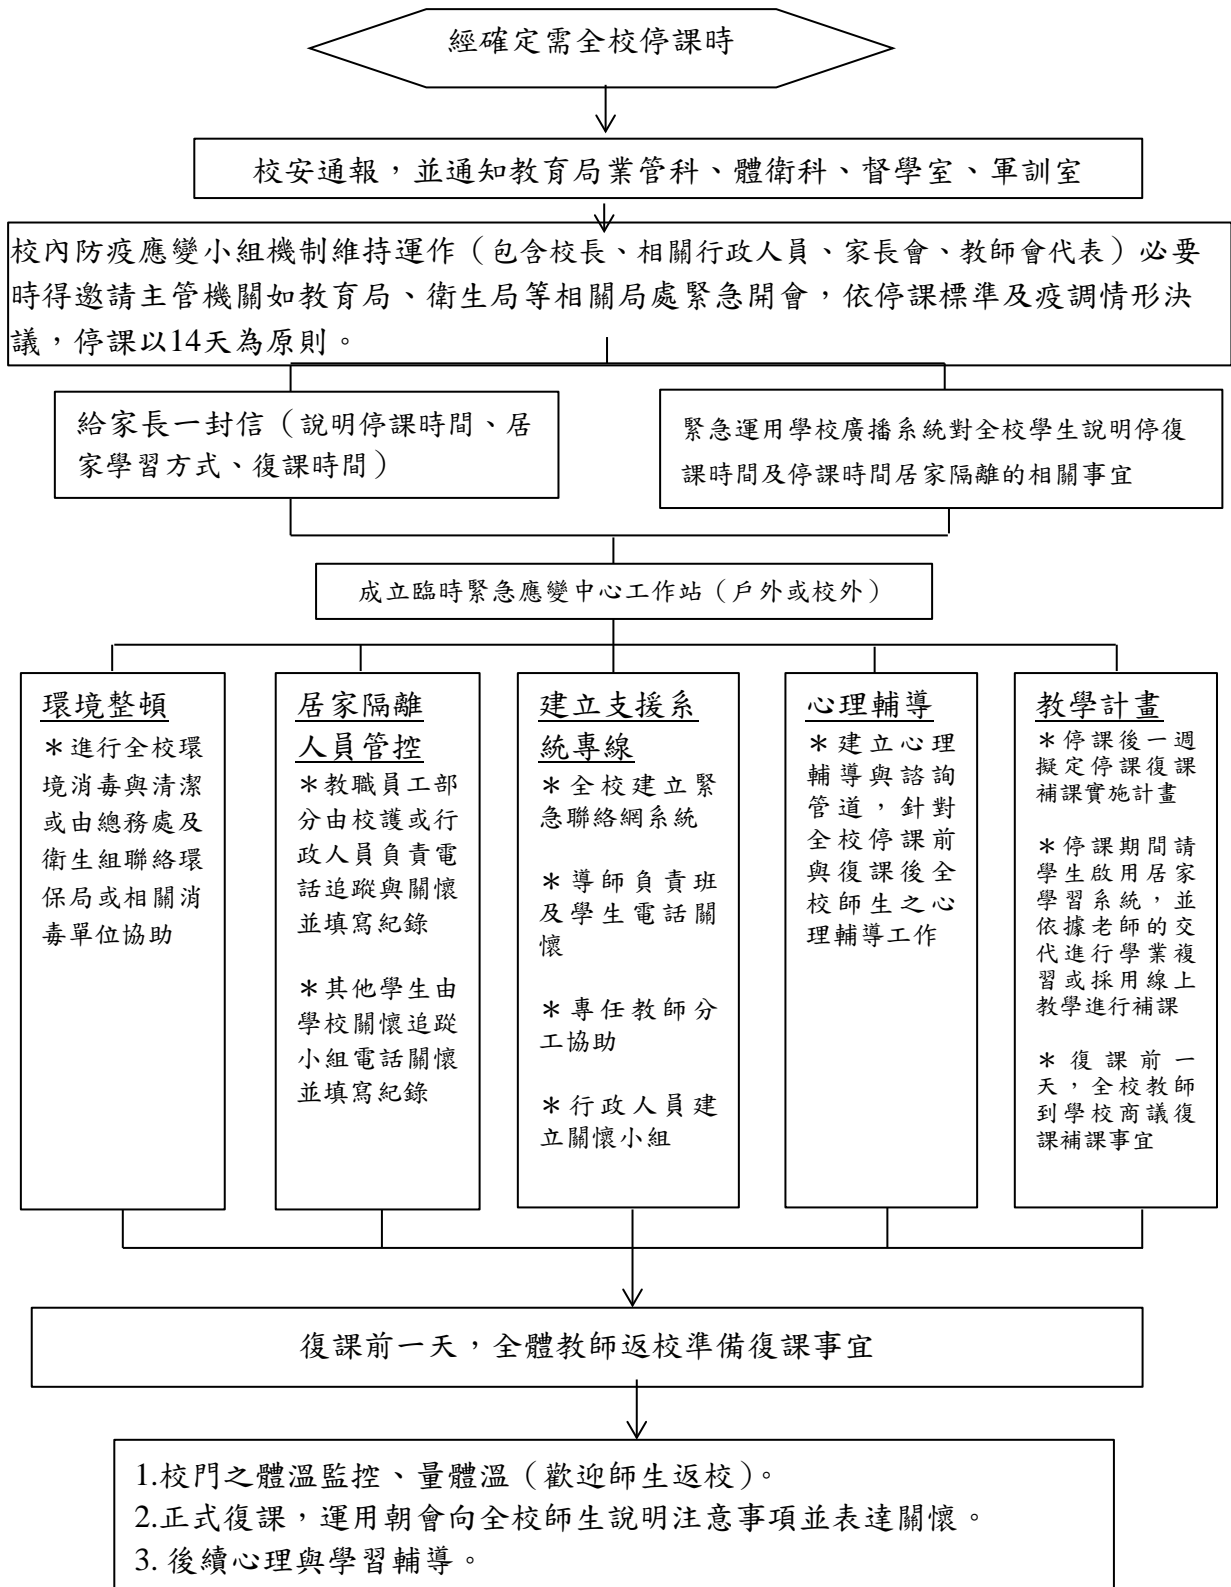 經確定需全校停課時
校安通報，並通知教育局業管科、體衛科、督學室、軍訓室
校內防疫應變小組機制維持運作（包含校長、相關行政人員、家長會、教師會代表）必要
時得邀請主管機關如教育局、衛生局等相關局處緊急開會，依停課標準及疫調情形決
議，停課以14天為原則。
給家長一封信（說明停課時間、居
家學習方式、復課時間）
緊急運用學校廣播系統對全校學生說明停復
課時間及停課時間居家隔離的相關事宜
成立臨時緊急應變中心工作站（戶外或校外）
環境整頓
＊進行全校環
境消毒與清潔
或由總務處及
衛生組聯絡環
保局或相關消
毒單位協助
居家隔離
人員管控
＊教職員工部
分由校護或行
政人員負責電
話追蹤與關懷
並填寫紀錄
＊其他學生由
學校關懷追蹤
小組電話關懷
並填寫紀錄
建立支援系
統專線
＊全校建立緊
急聯絡網系統
＊導師負責班
及學生電話關
懷
＊專任教師分
工協助
＊行政人員建
立關懷小組
心理輔導
＊建立心理
輔導與諮詢
管道，針對
全校停課前
與復課後全
校師生之心
理輔導工作
教學計畫
＊停課後一週
擬定停課復課
補課實施計畫
＊停課期間請
學生啟用居家
學習系統，並
依據老師的交
代進行學業複
習或採用線上
教學進行補課
＊復課前一
天，全校教師
到學校商議復
課補課事宜
復課前一天，全體教師返校準備復課事宜
1.校門之體溫監控、量體溫（歡迎師生返校）。
2.正式復課，運用朝會向全校師生說明注意事項並表達關懷。
3. 後續心理與學習輔導。